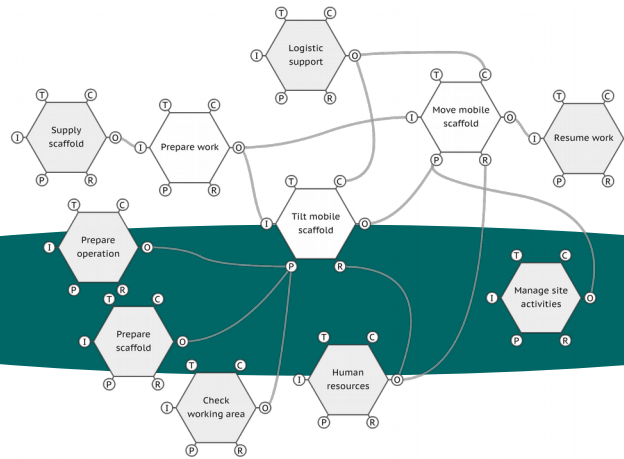 T
C
I
Logistic
support
O
P
R
T
C
I
Move mobile
scaffold
O
P
R
T
C
I
Supply
scaffold
O
P
R
T
C
I
Prepare work
O
P
R
T
C
I
Resume work
P
R
T
C
I
Tilt mobile
scaffold
O
P
R
T
C
I
Prepare
operation
O
P
R
T
C
I
Manage site
activities
O
P
R
T
C
I
Prepare
scaffold
O
P
R
T
C
I
Human
resources
O
P
R
T
C
I
Check
working area
O
P
R